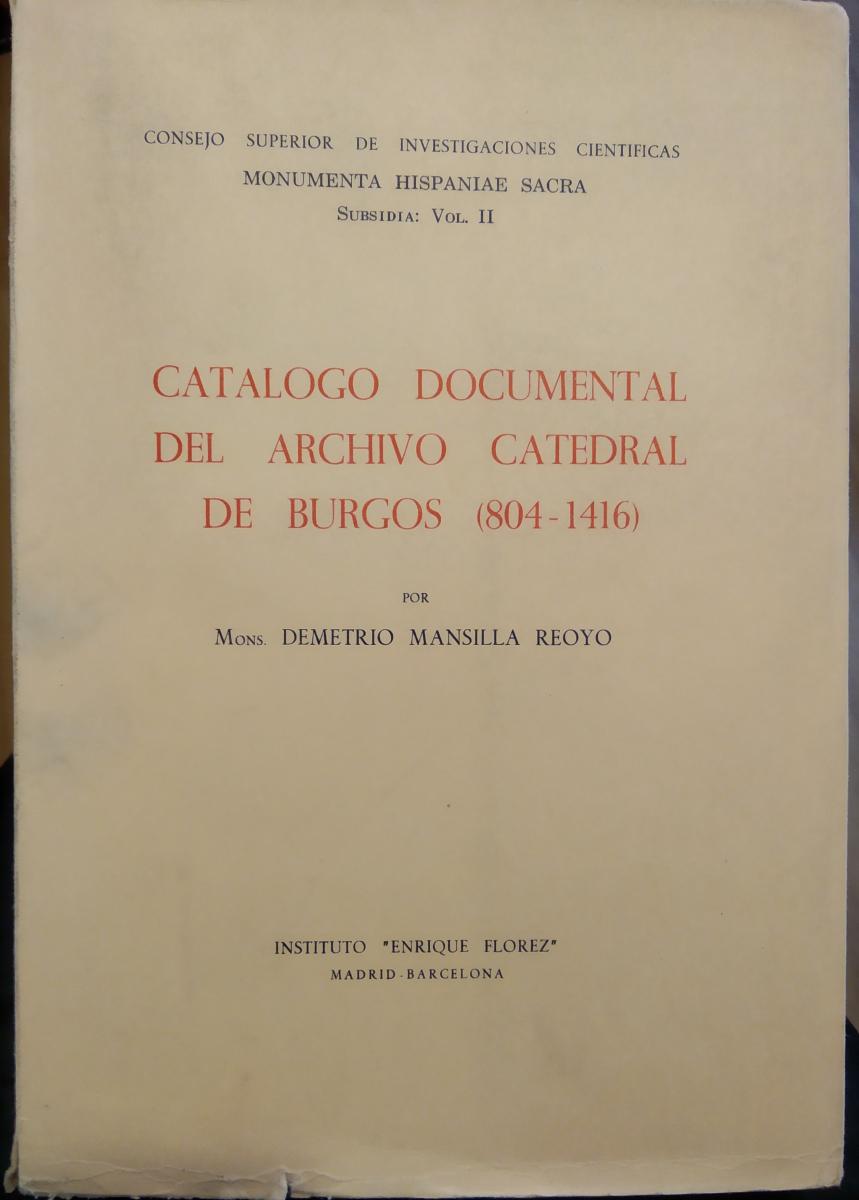 CONSEJO SUPERIOR DE INVESTIGACIONES CIENTIFICAS
MONUMENTA HISPANIAE SACRA
SUBSIDIA: VOL. II
CATALOGO DOCUMENTAL
DEL ARCHIVO CATEDRAL
DE BURGOS (804-1416)
POR
MONS. DEMETRIO MANSILLA REOYO
INSTITUTO "ENRIQUE FLOREZ"
MADRID-BARCELONA